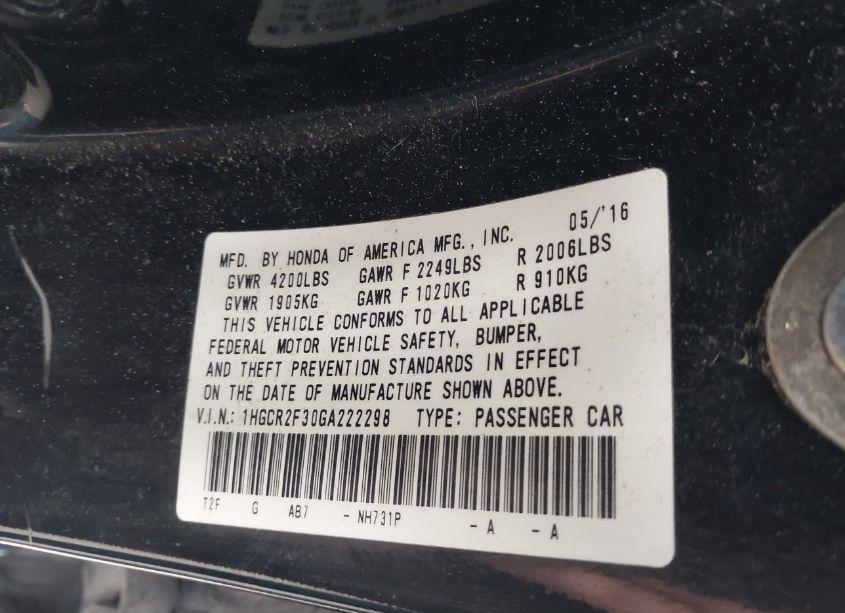 MFD. BY HONDA OF AMERICA MFG., INC. 05/'16
GVWR 4200LBS GAWR F 2249LBS R 2006LBS
GVWR 1905KG GAWR F 1020KG R 910KG
THIS VEHICLE CONFORMS TO ALL APPLICABLE
FEDERAL MOTOR VEHICLE SAFETY, BUMPER,
AND THEFT PREVENTION STANDARDS IN EFFECT
ON THE DATE OF MANUFACTURE SHOWN ABOVE.
V.I.N.: 1HGCR2F30GA222298 TYPE: PASSENGER CAR
T2F G AB7 - NH731P - A - A